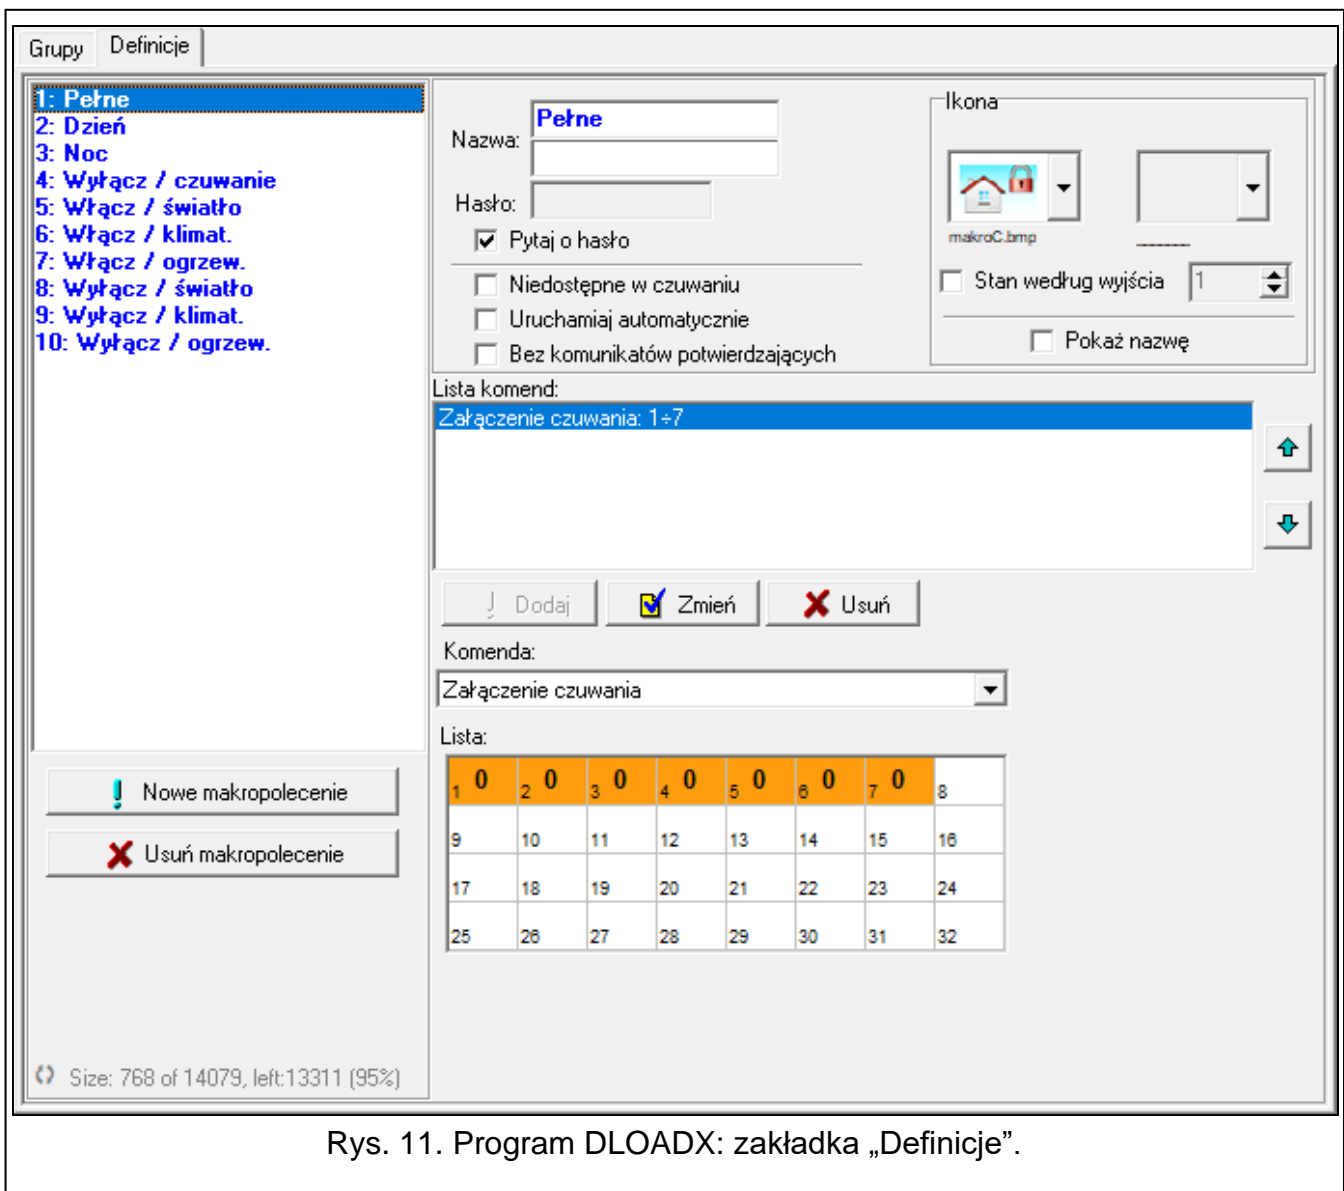 Grupy
Definicje
1: Pełne
2: Dzień
3: Noc
4: Wyłącz / czuwanie
5: Włącz / światło
6: Włącz / klimat.
7: Włącz / ogrzew.
8: Wyłącz / światło
9: Wyłącz / klimat.
10: Wyłącz / ogrzew.
Nowe makropolecenie
Usuń makropolecenie
Size: 768 of 14079, left:13311 (95%)
Nazwa:
Pełne
Hasło:
Pytaj o hasło
Niedostępne w czuwaniu
Uruchamiaj automatycznie
Bez komunikatów potwierdzających
Ikona
makroC.bmp
Stan według wyjścia 1
Pokaż nazwę
Lista komend:
Załączenie czuwania: 1÷7
Dodaj Zmień Usuń
Komenda:
Załączenie czuwania
Lista:
1 0 2 0 3 0 4 0 5 0 6 0 7 0 8
9 10 11 12 13 14 15 16
17 18 19 20 21 22 23 24
25 26 27 28 29 30 31 32
Rys. 11. Program DLOADX: zakładka „Definicje”.